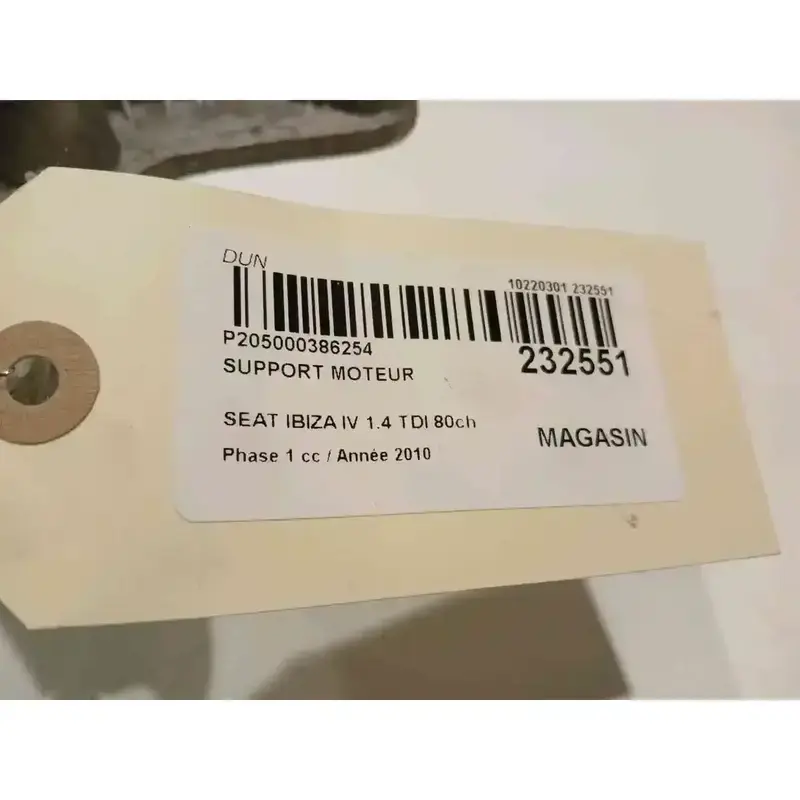 DUN
10220301 232551
P205000386254
232551
SUPPORT MOTEUR
SEAT IBIZA IV 1.4 TDI 80ch
MAGASIN
Phase 1 cc / Année 2010